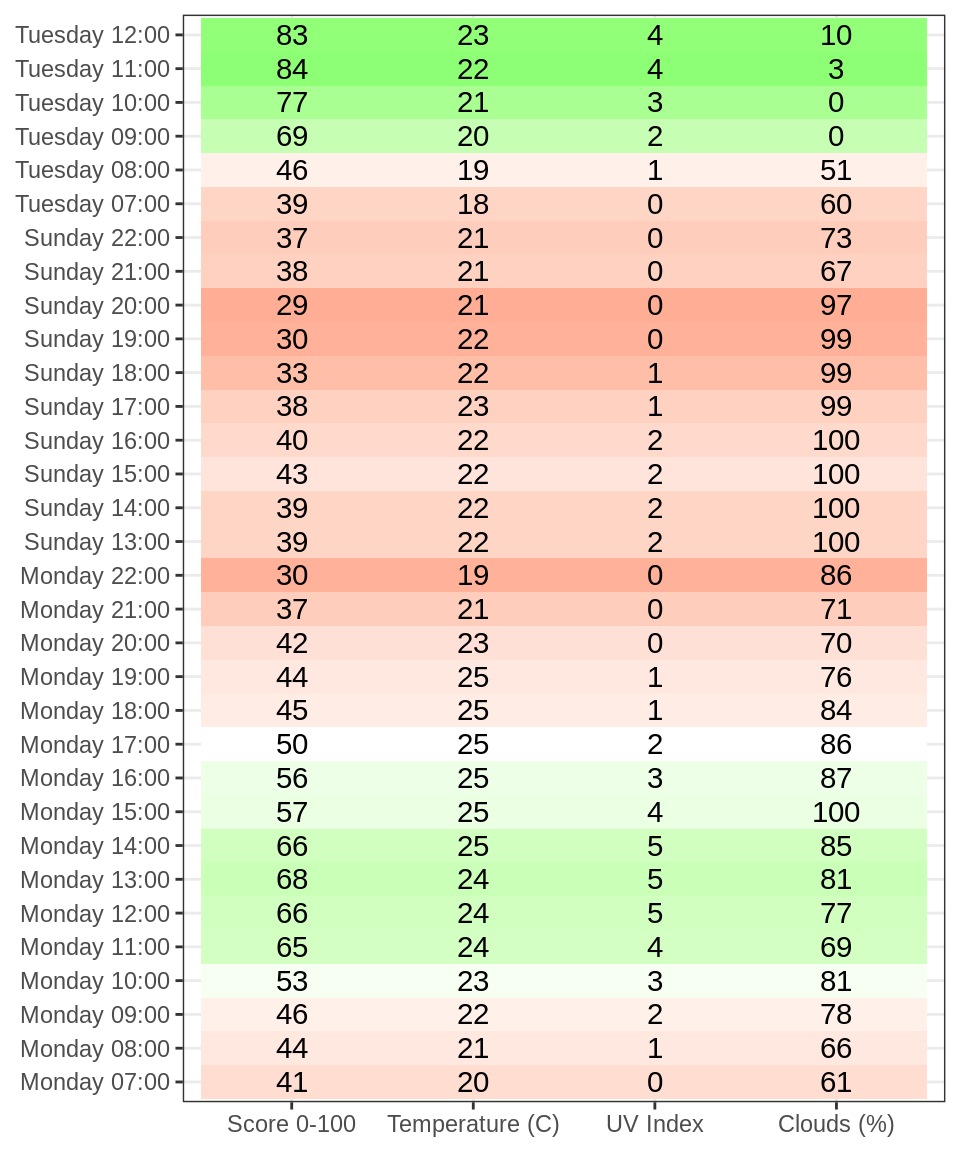 Tuesday 12:00 83 23 4 10
Tuesday 11:00 84 22 4 3
Tuesday 10:00 77 21 3 0
Tuesday 09:00 69 20 2 0
Tuesday 08:00 46 19 1 51
Tuesday 07:00 39 18 0 60
Sunday 22:00 37 21 0 73
Sunday 21:00 38 21 0 67
Sunday 20:00 29 21 0 97
Sunday 19:00 30 22 0 99
Sunday 18:00 33 22 1 99
Sunday 17:00 38 23 1 99
Sunday 16:00 40 22 2 100
Sunday 15:00 43 22 2 100
Sunday 14:00 39 22 2 100
Sunday 13:00 39 22 2 100
Monday 22:00 30 19 0 86
Monday 21:00 37 21 0 71
Monday 20:00 42 23 0 70
Monday 19:00 44 25 1 76
Monday 18:00 45 25 1 84
Monday 17:00 50 25 2 86
Monday 16:00 56 25 3 87
Monday 15:00 57 25 4 100
Monday 14:00 66 25 5 85
Monday 13:00 68 24 5 81
Monday 12:00 66 24 5 77
Monday 11:00 65 24 4 69
Monday 10:00 53 23 3 81
Monday 09:00 46 22 2 78
Monday 08:00 44 21 1 66
Monday 07:00 41 20 0 61
Score 0-100 Temperature (C) UV Index Clouds (%)